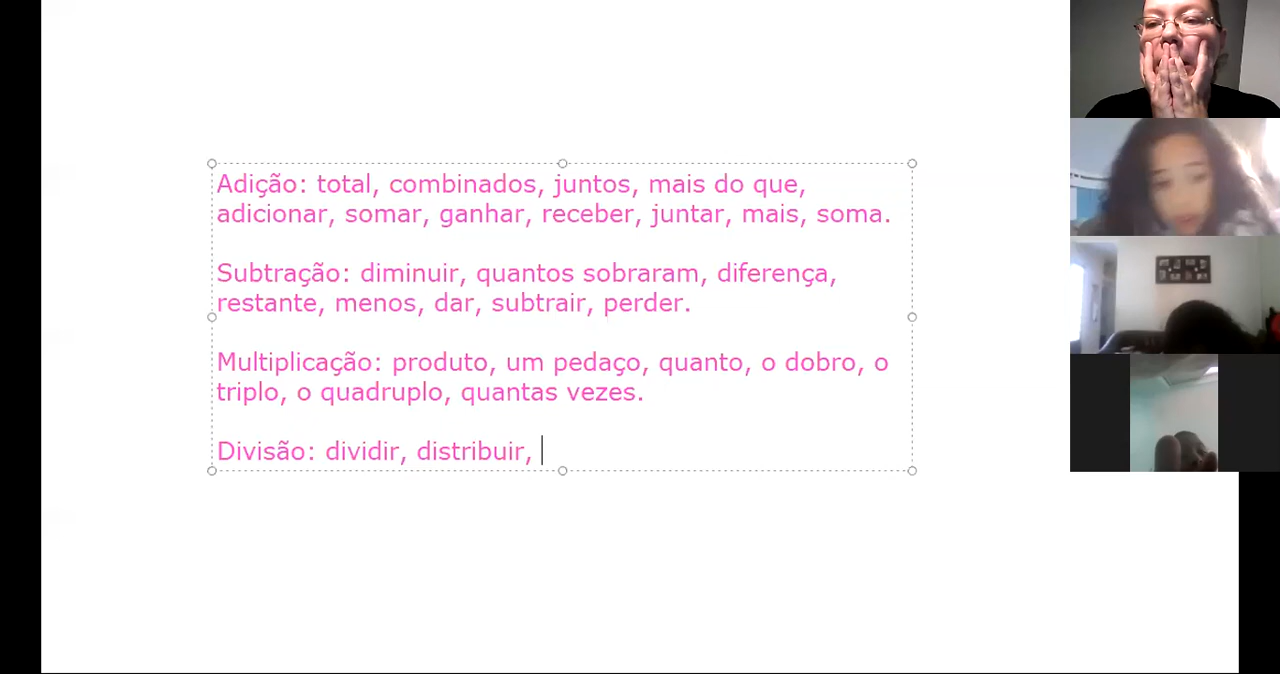 Adição: total, combinados, juntos, mais do que,
adicionar, somar, ganhar, receber, juntar, mais, soma.
Subtração: diminuir, quantos sobraram, diferença,
restante, menos, dar, subtrair, perder.
Multiplicação: produto, um pedaço, quanto, o dobro, o
triplo, o quadruplo, quantas vezes.
Divisão: dividir, distribuir,